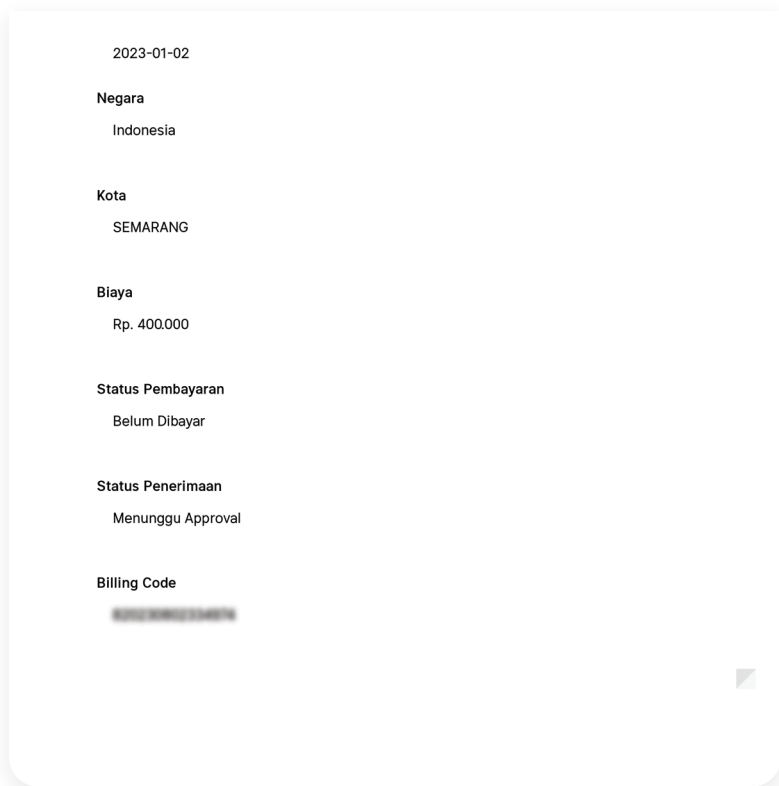 2023-01-02
Negara
Indonesia
Kota
SEMARANG
Biaya
Rp. 400.000
Status Pembayaran
Belum Dibayar
Status Penerimaan
Menunggu Approval
Billing Code